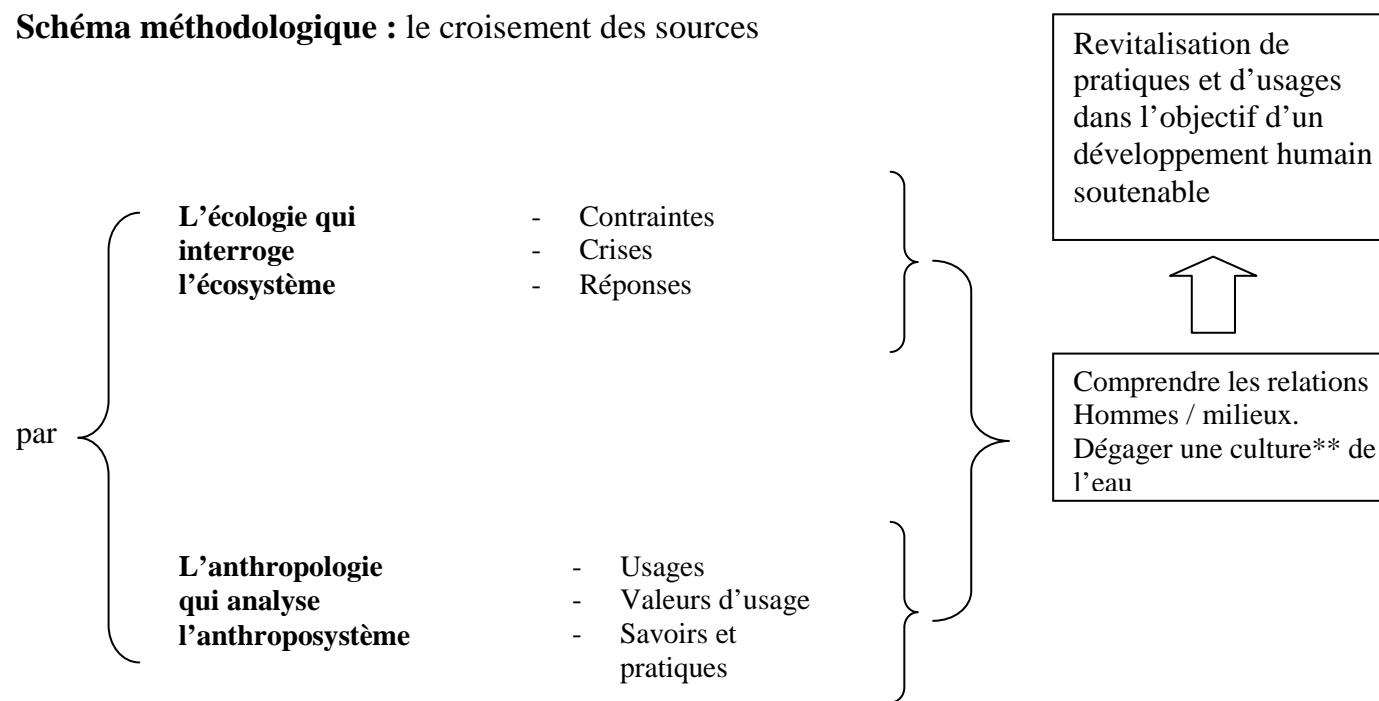 Schéma méthodologique : le croisement des sources
par
L’écologie qui
interroge
l’écosystème
- Contraintes
- Crises
- Réponses
L’anthropologie
qui analyse
l’anthroposystème
- Usages
- Valeurs d’usage
- Savoirs et
pratiques
Revitalisation de
pratiques et d’usages
dans l’objectif d’un
développement humain
soutenable
Comprendre les relations
Hommes / milieux.
Dégager une culture** de
l’eau